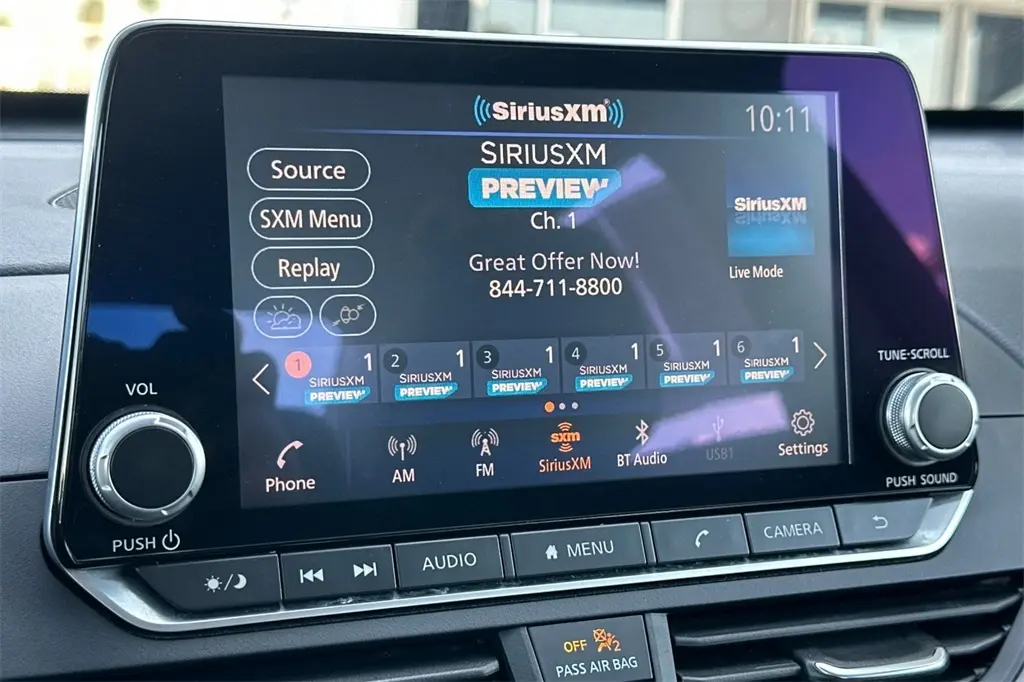 SiriusXM
10:11
SIRIUSXM
PREVIEW
Ch. 1
Great Offer Now!
844-711-8800
Source
SXM Menu
Replay
SiriusXM
Live Mode
1 1 SIRIUSXM PREVIEW
2 1 SIRIUSXM PREVIEW
3 1 SIRIUSXM PREVIEW
4 1 SIRIUSXM PREVIEW
5 1 SIRIUSXM PREVIEW
6 1 SIRIUSXM PREVIEW
Phone
AM
FM
sxm
SiriusXM
BT Audio
USB1
Settings
VOL
PUSH
TUNE·SCROLL
PUSH SOUND
AUDIO
MENU
CAMERA
OFF 2
PASS AIR BAG